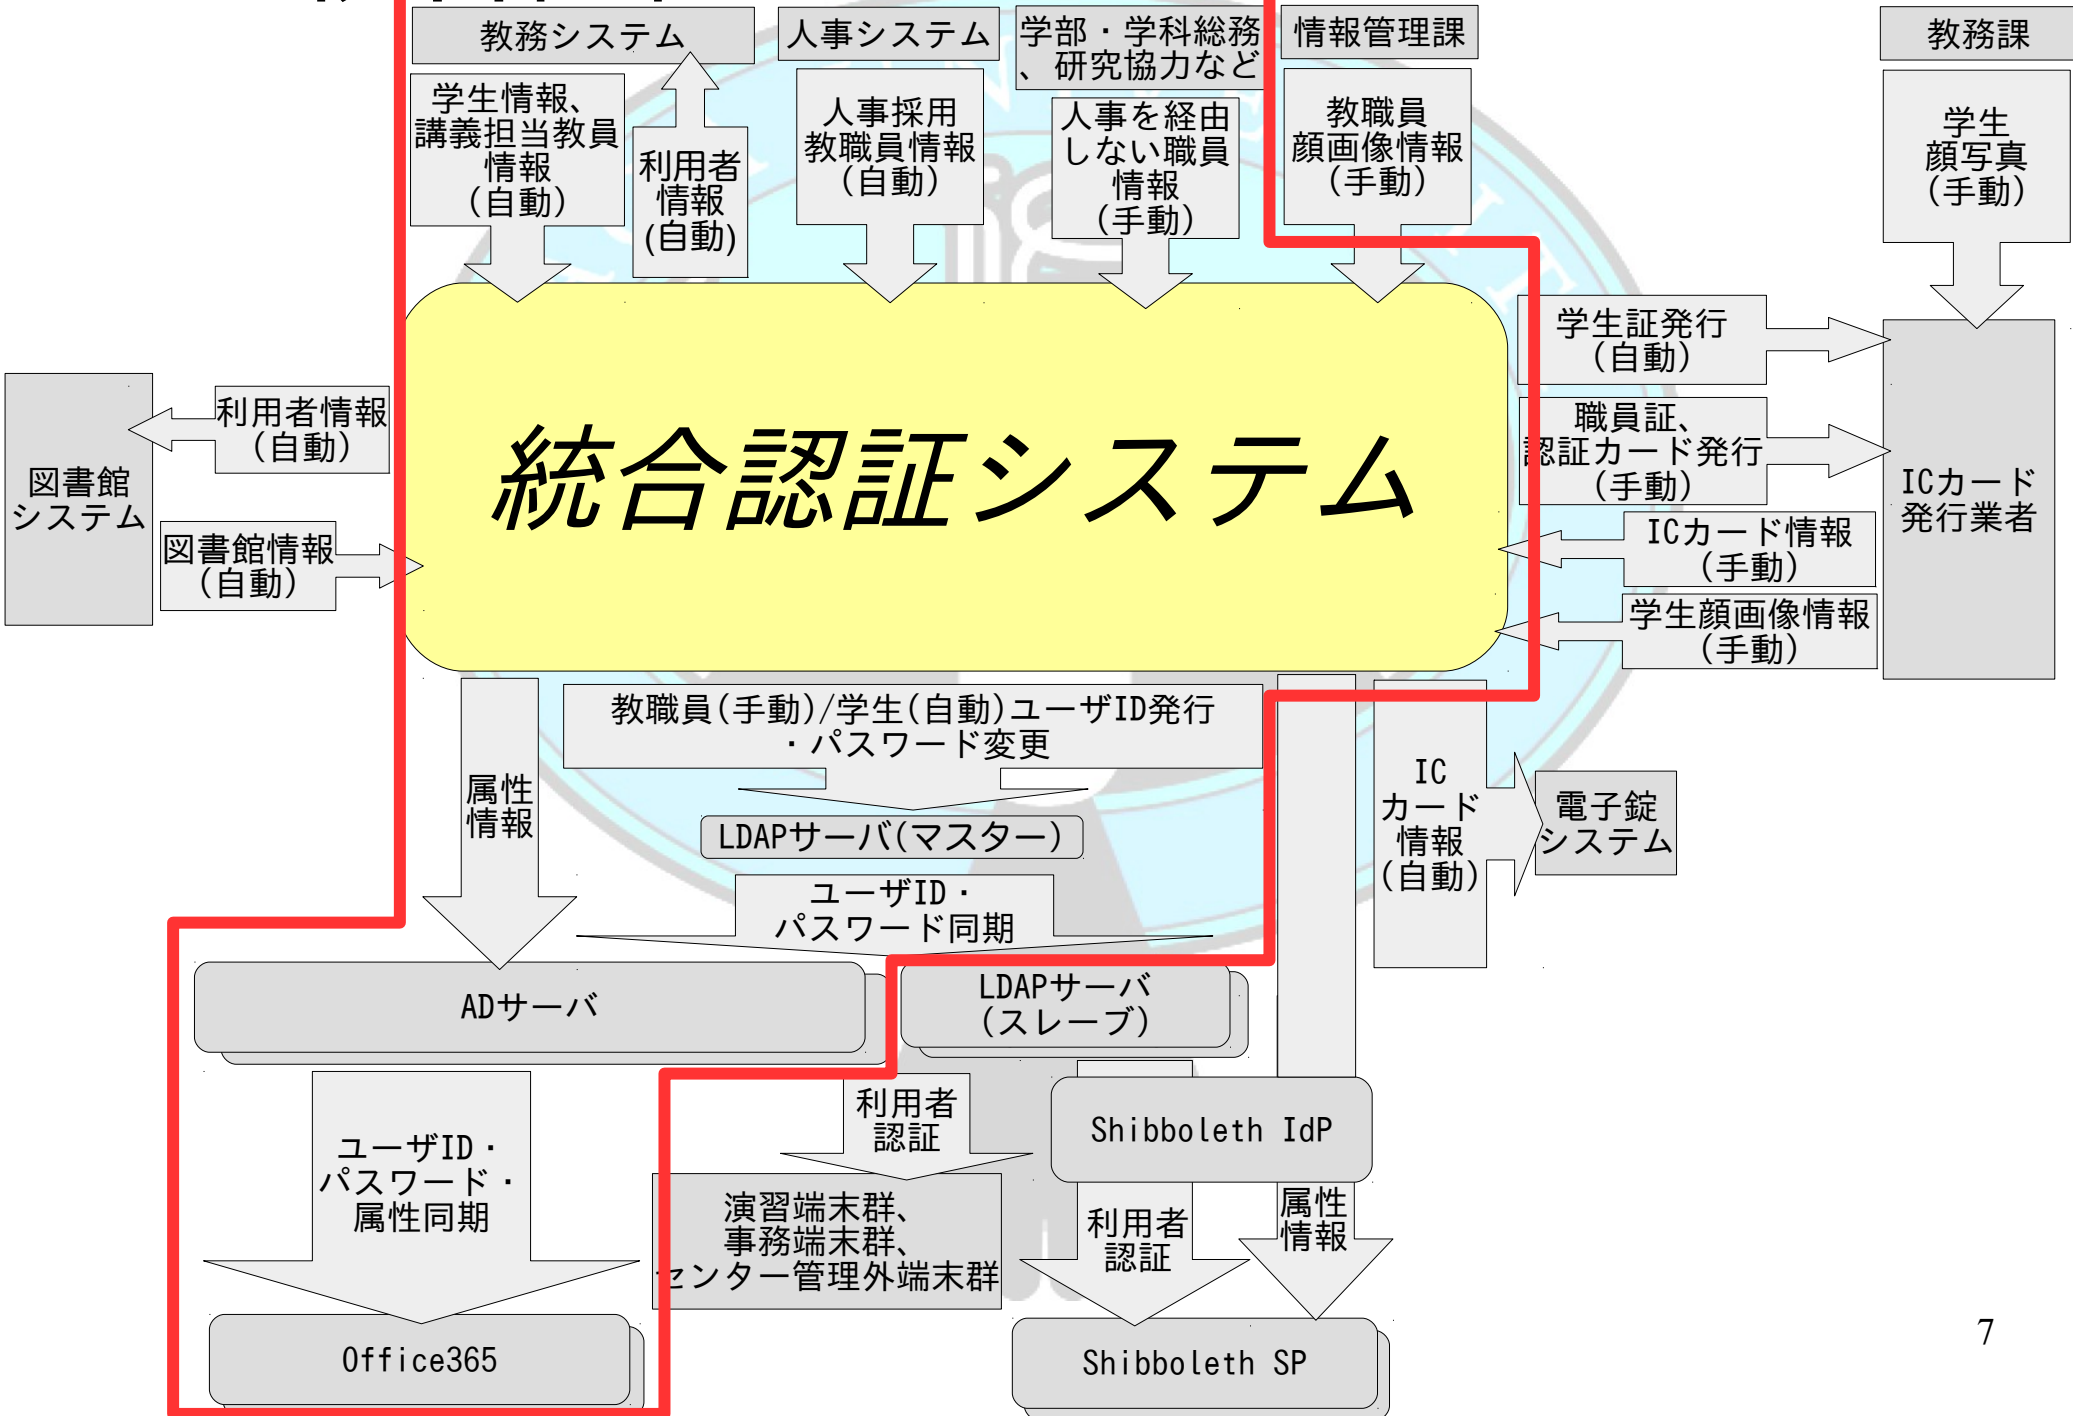 教務システム
人事システム
学部・学科総務
、研究協力など
情報管理課
教務課
学生情報、
講義担当教員
情報
(自動)
利用者
情報
(自動)
人事採用
教職員情報
(自動)
人事を経由
しない職員
情報
(手動)
教職員
顔画像情報
(手動)
学生
顔写真
(手動)
統合認証システム
図書館
システム
利用者情報
(自動)
図書館情報
(自動)
学生証発行
(自動)
職員証、
認証カード発行
(手動)
ICカード情報
(手動)
学生顔画像情報
(手動)
ICカード
発行業者
教職員(手動)/学生(自動)ユーザID発行
・パスワード変更
属性
情報
LDAPサーバ(マスター)
ユーザID・
パスワード同期
IC
カード
情報
(自動)
電子錠
システム
ADサーバ
LDAPサーバ
(スレーブ)
ユーザID・
パスワード・
属性同期
利用者
認証
Shibboleth IdP
演習端末群、
事務端末群、
センター管理外端末群
利用者
認証
属性
情報
Office365
Shibboleth SP
7